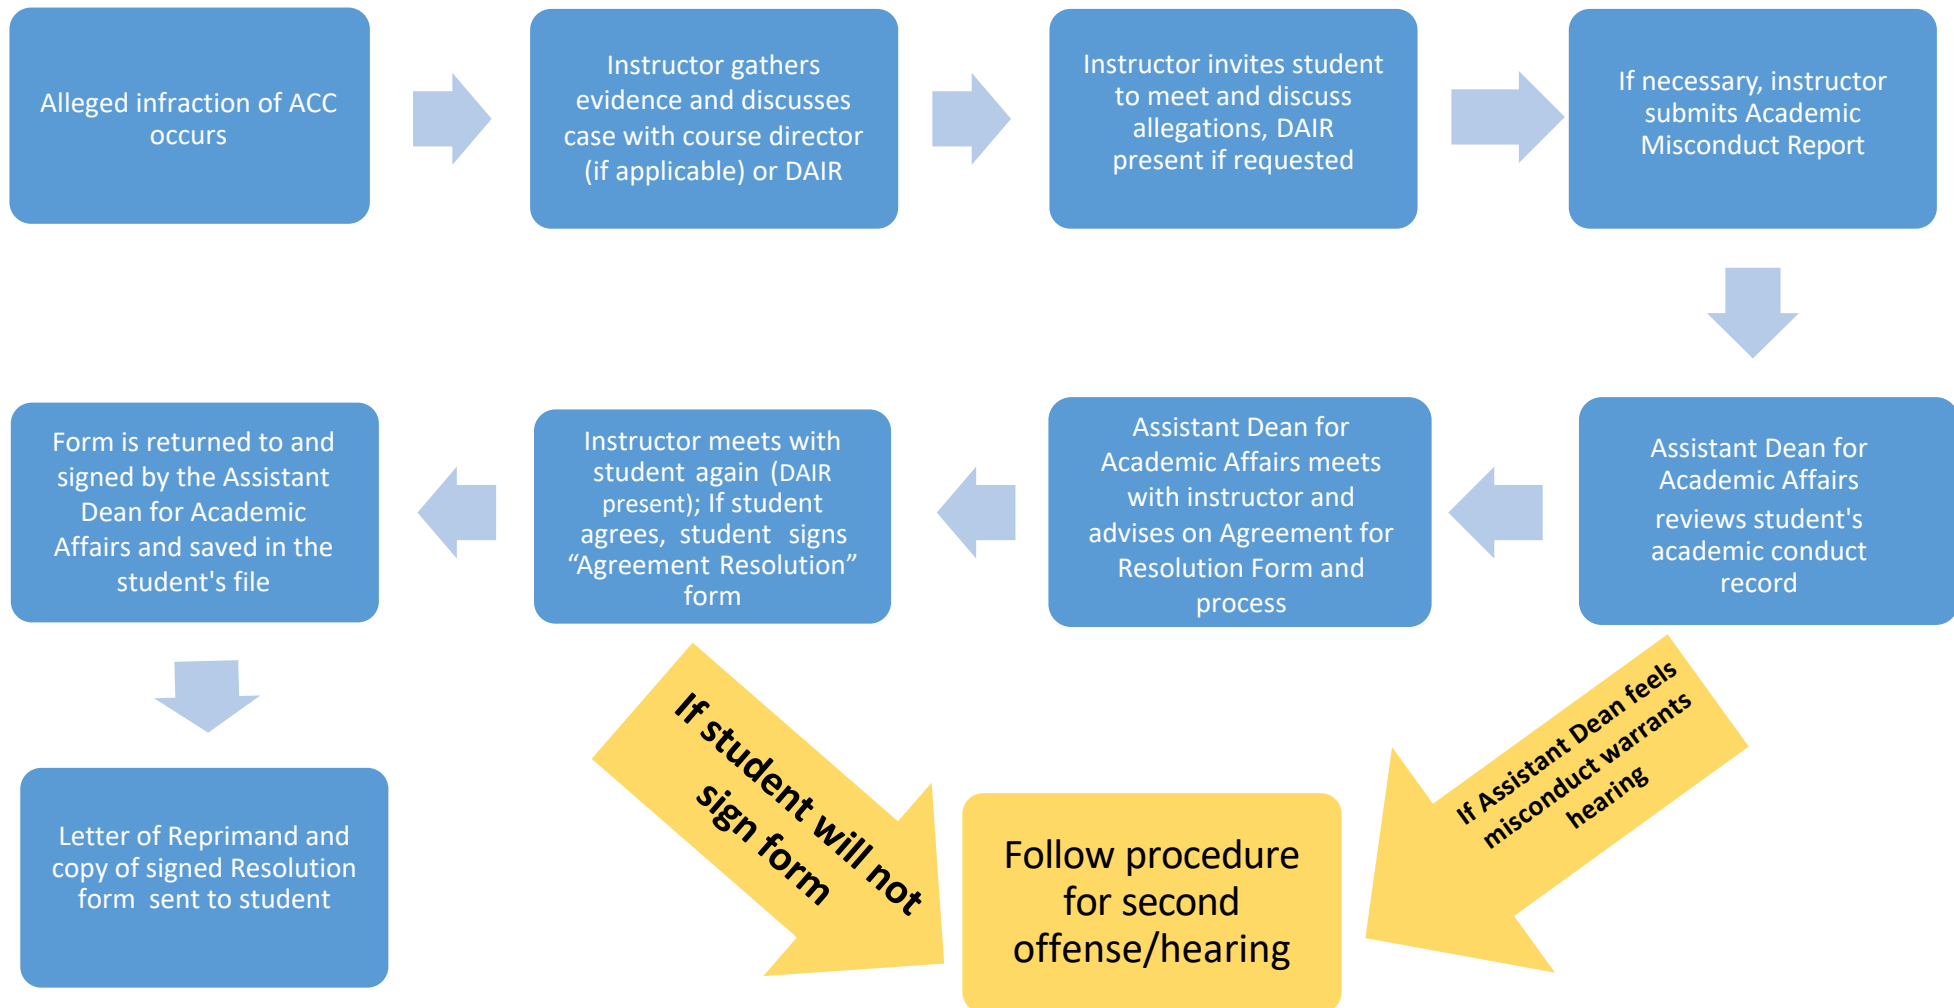 Alleged infraction of ACC
occurs
Instructor gathers
evidence and discusses
case with course director
(if applicable) or DAIR
Instructor invites student
to meet and discuss
allegations, DAIR
present if requested
If necessary, instructor
submits Academic
Misconduct Report
Assistant Dean for
Academic Affairs
reviews student's
academic conduct
record
Assistant Dean for
Academic Affairs meets
with instructor and
advises on Agreement for
Resolution Form and
process
Instructor meets with
student again (DAIR
present); If student
agrees, student signs
“Agreement Resolution”
form
Form is returned to and
signed by the Assistant
Dean for Academic
Affairs and saved in the
student's file
Letter of Reprimand and
copy of signed Resolution
form sent to student
If student will not
sign form
If Assistant Dean feels
misconduct warrants
hearing
Follow procedure
for second
offense/hearing